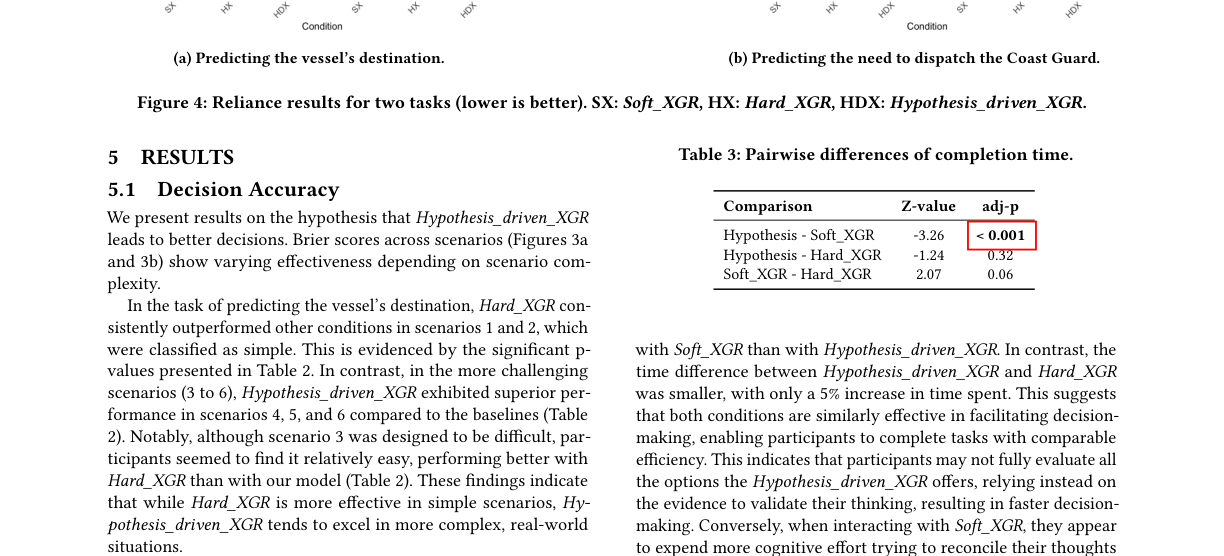 SX HX HDX SX HX HDX
Condition
SX HX HDX SX HX HDX
Condition
(a) Predicting the vessel's destination.
(b) Predicting the need to dispatch the Coast Guard.
Figure 4: Reliance results for two tasks (lower is better). SX: Soft_XGR, HX: Hard_XGR, HDX: Hypothesis_driven_XGR.
5 RESULTS
5.1 Decision Accuracy
We present results on the hypothesis that Hypothesis_driven_XGR
leads to better decisions. Brier scores across scenarios (Figures 3a
and 3b) show varying effectiveness depending on scenario com-
plexity.
In the task of predicting the vessel's destination, Hard_XGR con-
sistently outperformed other conditions in scenarios 1 and 2, which
were classified as simple. This is evidenced by the significant p-
values presented in Table 2. In contrast, in the more challenging
scenarios (3 to 6), Hypothesis_driven_XGR exhibited superior per-
formance in scenarios 4, 5, and 6 compared to the baselines (Table
2). Notably, although scenario 3 was designed to be difficult, par-
ticipants seemed to find it relatively easy, performing better with
Hard_XGR than with our model (Table 2). These findings indicate
that while Hard_XGR is more effective in simple scenarios, Hy-
pothesis_driven_XGR tends to excel in more complex, real-world
situations.
Table 3: Pairwise differences of completion time.
Comparison Z-value adj-p
Hypothesis - Soft_XGR -3.26 < 0.001
Hypothesis - Hard_XGR -1.24 0.32
Soft_XGR - Hard_XGR 2.07 0.06
with Soft_XGR than with Hypothesis_driven_XGR. In contrast, the
time difference between Hypothesis_driven_XGR and Hard_XGR
was smaller, with only a 5% increase in time spent. This suggests
that both conditions are similarly effective in facilitating decision-
making, enabling participants to complete tasks with comparable
efficiency. This indicates that participants may not fully evaluate all
the options the Hypothesis_driven_XGR offers, relying instead on
the evidence to validate their thinking, resulting in faster decision-
making. Conversely, when interacting with Soft_XGR, they appear
to expend more cognitive effort trying to reconcile their thoughts